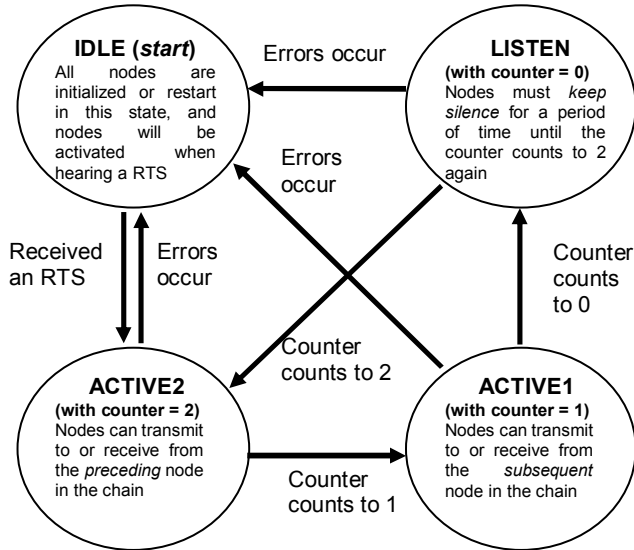 IDLE (start)
All nodes are
initialized or restart
in this state, and
nodes will be
activated when
hearing a RTS
Errors occur
LISTEN
(with counter = 0)
Nodes must keep
silence for a period
of time until the
counter counts to 2
again
Errors
occur
Received
an RTS
Errors
occur
Counter
counts
to 0
Counter
counts to 2
ACTIVE2
(with counter = 2)
Nodes can transmit
to or receive from
the preceding node
in the chain
Counter
counts to 1
ACTIVE1
(with counter = 1)
Nodes can transmit
to or receive from
the subsequent
node in the chain